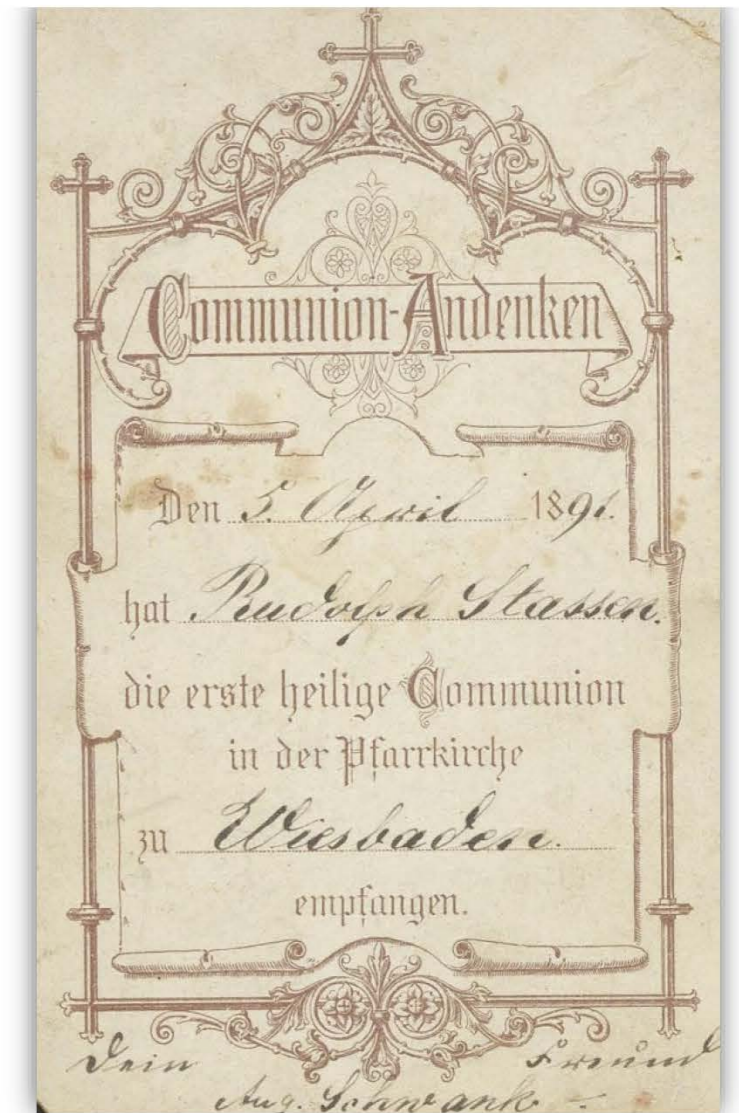 Communion-Andenken
Den 5. April 1891.
hat Rudolph Stassen.
die erste heilige Communion
in der Pfarrkirche
zu Wiesbaden.
empfangen.
Dein Freund
Aug. Schwank